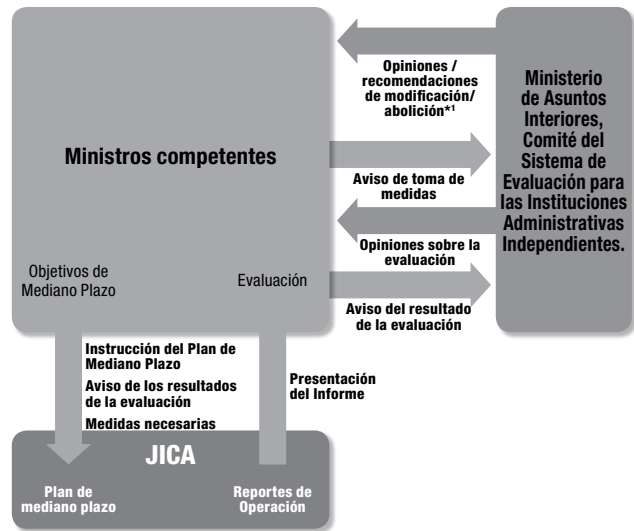 Opiniones /
recomendaciones
de modificación/
abolición*1
Ministerio
de Asuntos
Interiores,
Comité del
Sistema de
Evaluación para
las Instituciones
Administrativas
Independientes.
Ministros competentes
Aviso de toma de
medidas
Opiniones sobre la
evaluación
Objetivos de
Mediano Plazo
Evaluación
Aviso del resultado
de la evaluación
Instrucción del Plan de
Mediano Plazo
Aviso de los resultados
de la evaluación
Medidas necesarias
Presentación
del Informe
JICA
Plan de
mediano plazo
Reportes de
Operación